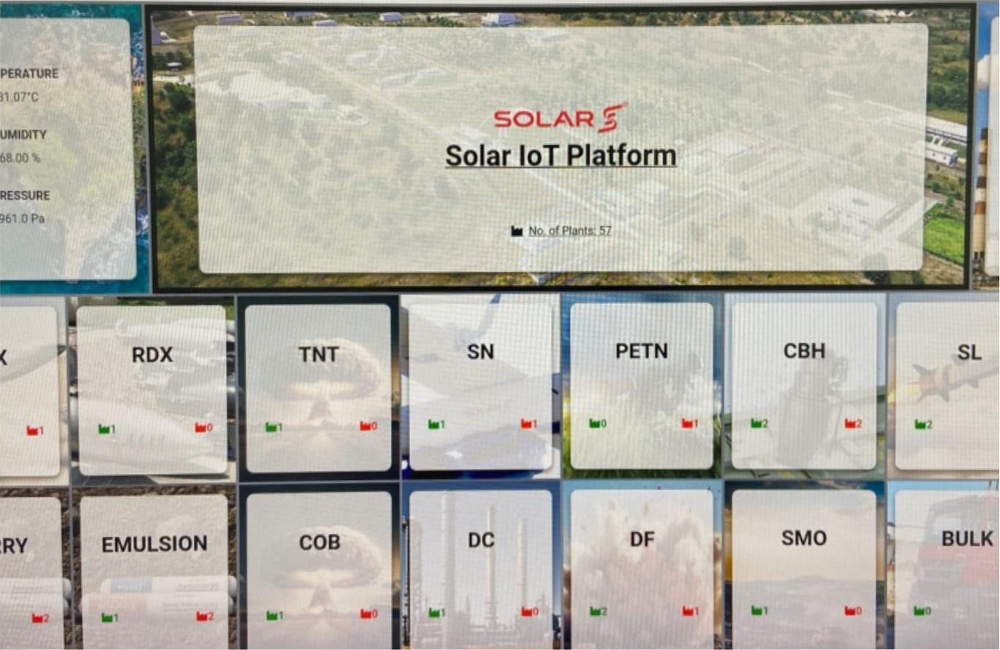 PERATURE
31.07°C
UMIDITY
68.00 %
RESSURE
961.0 Pa
SOLAR
Solar IoT Platform
No. of Plants: 57
X
RDX
TNT
SN
PETN
CBH
SL
1
1 0
1 0
1 1
0 1
2 2
2
RRY
EMULSION
COB
DC
DF
SMO
BULK
2
1 2
1 0
1 0
2 1
1 0
0